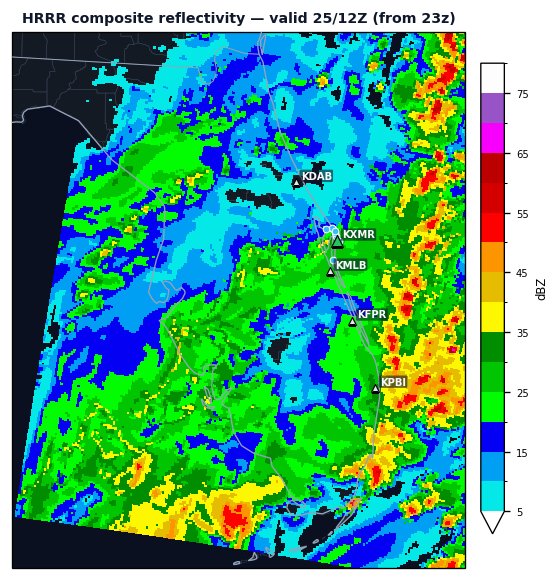 HRRR composite reflectivity — valid 25/12Z (from 23z)
KDAB
KXMR
KMLB
KFPR
KPBI
75
65
55
45
35
25
15
5
dBZ